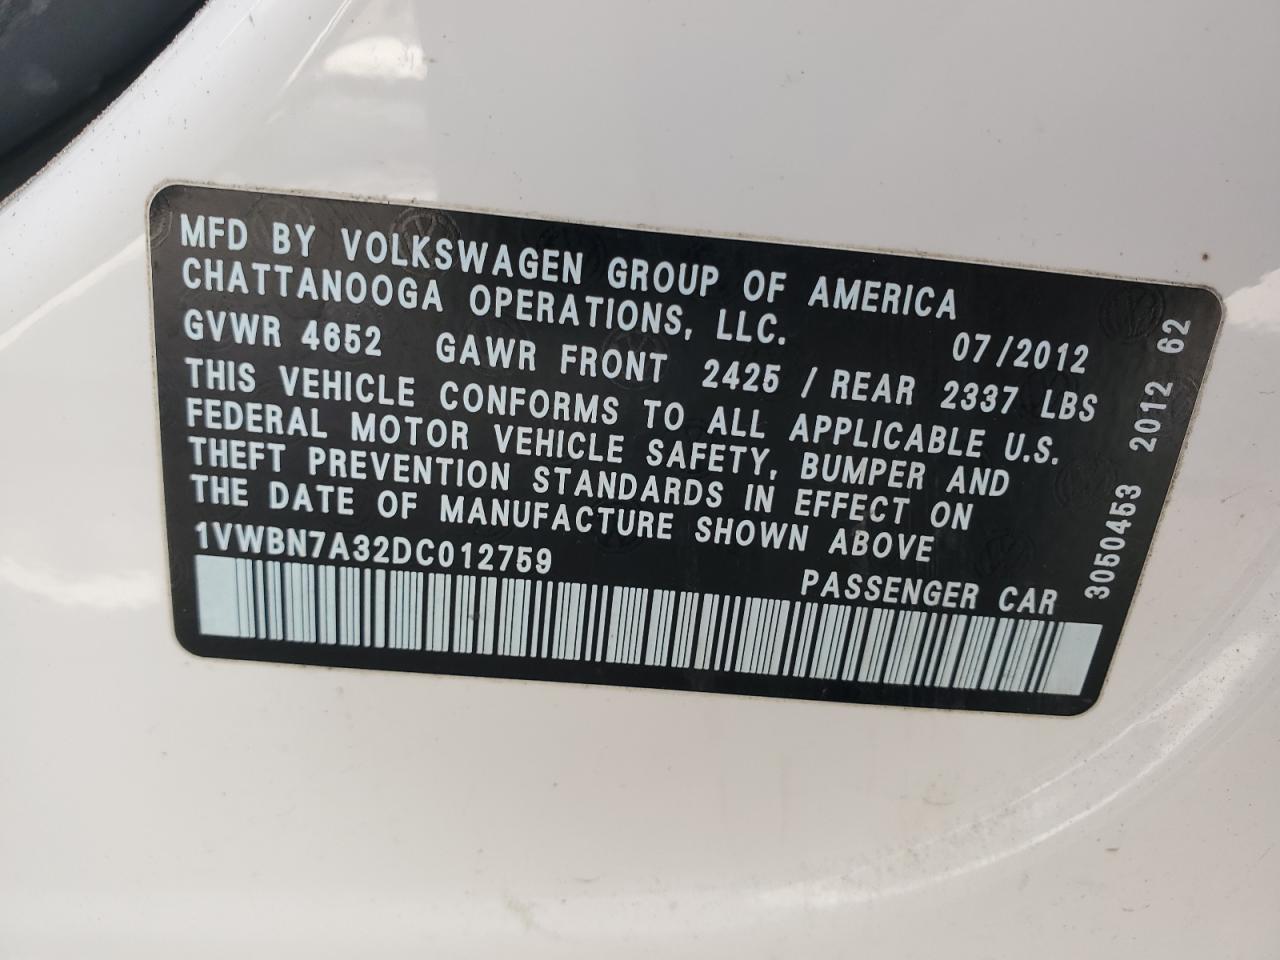 MFD BY VOLKSWAGEN GROUP OF AMERICA
CHATTANOOGA OPERATIONS, LLC. 07/2012
GVWR 4652 GAWR FRONT 2425 / REAR 2337 LBS
THIS VEHICLE CONFORMS TO ALL APPLICABLE U.S.
FEDERAL MOTOR VEHICLE SAFETY, BUMPER AND
THEFT PREVENTION STANDARDS IN EFFECT ON
THE DATE OF MANUFACTURE SHOWN ABOVE
1VWBN7A32DC012759 PASSENGER CAR
3050453 2012 62